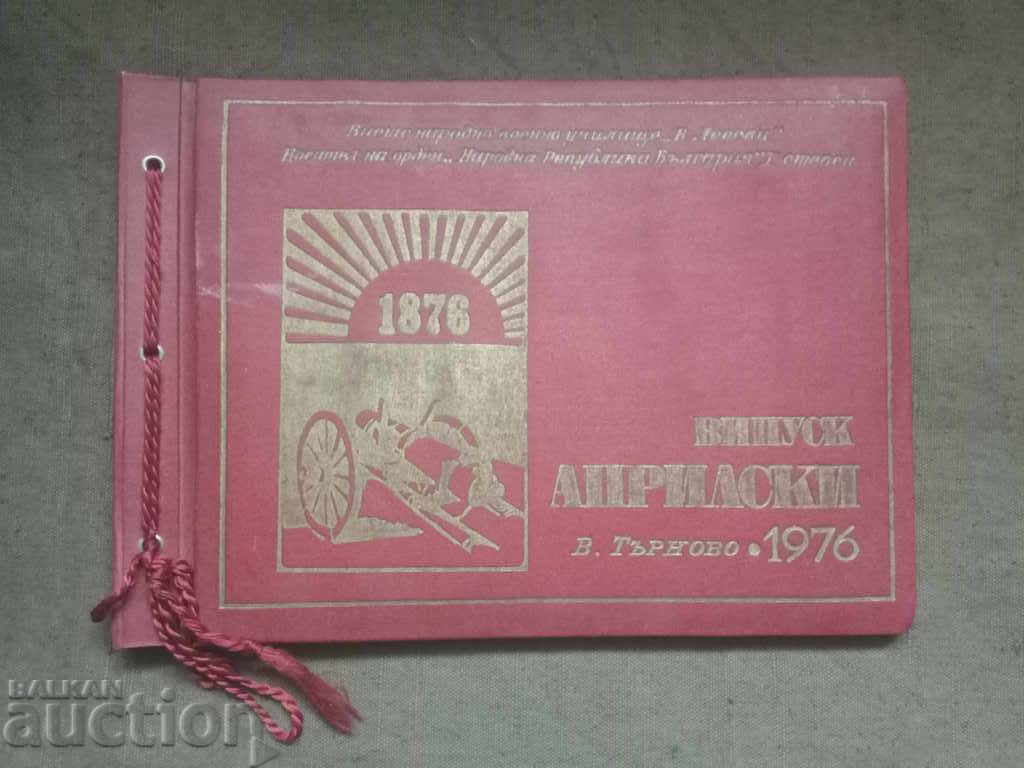 Висше народно военно училище „В. Левски“
Носител на орден „Народна Република България“ I степен
1876
ВИПУСК
АПРИЛСКИ
В. ТЪРНОВО • 1976
BALKAN
auction